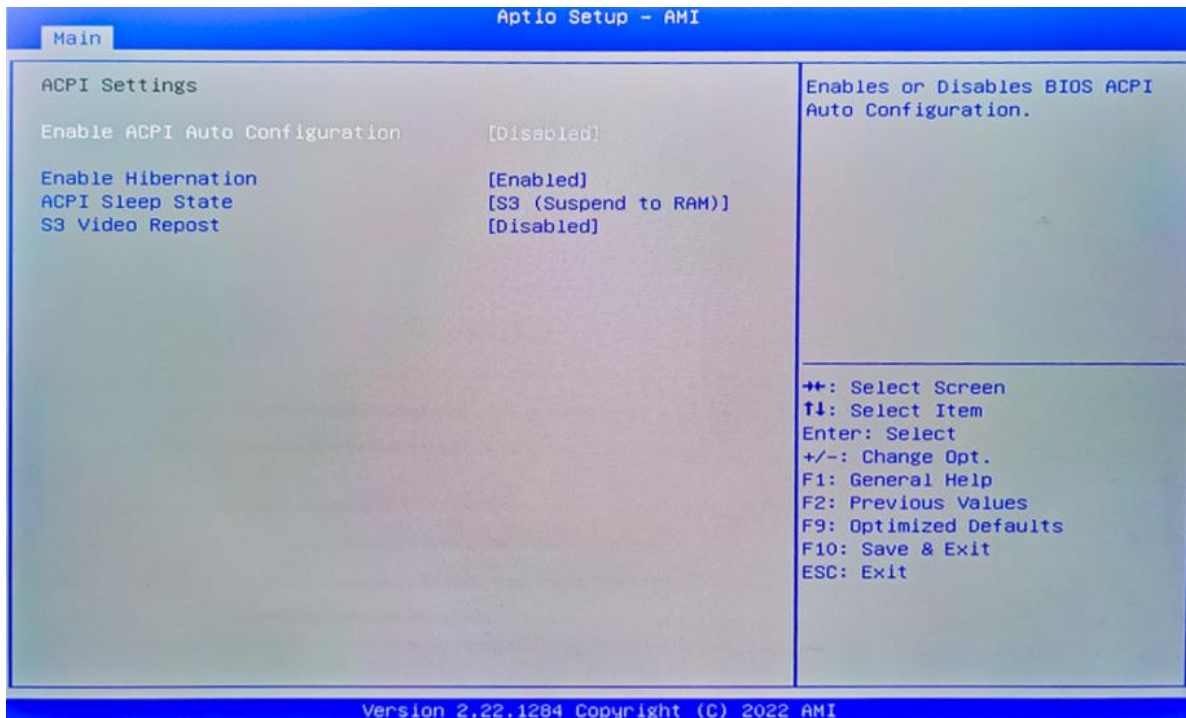 Aptio Setup - AMI
Main
ACPI Settings
Enable ACPI Auto Configuration [Disabled]
Enable Hibernation [Enabled]
ACPI Sleep State [S3 (Suspend to RAM)]
S3 Video Repost [Disabled]
Enables or Disables BIOS ACPI
Auto Configuration.
→←: Select Screen
↑↓: Select Item
Enter: Select
+/-: Change Opt.
F1: General Help
F2: Previous Values
F9: Optimized Defaults
F10: Save & Exit
ESC: Exit
Version 2.22.1284 Copyright (C) 2022 AMI